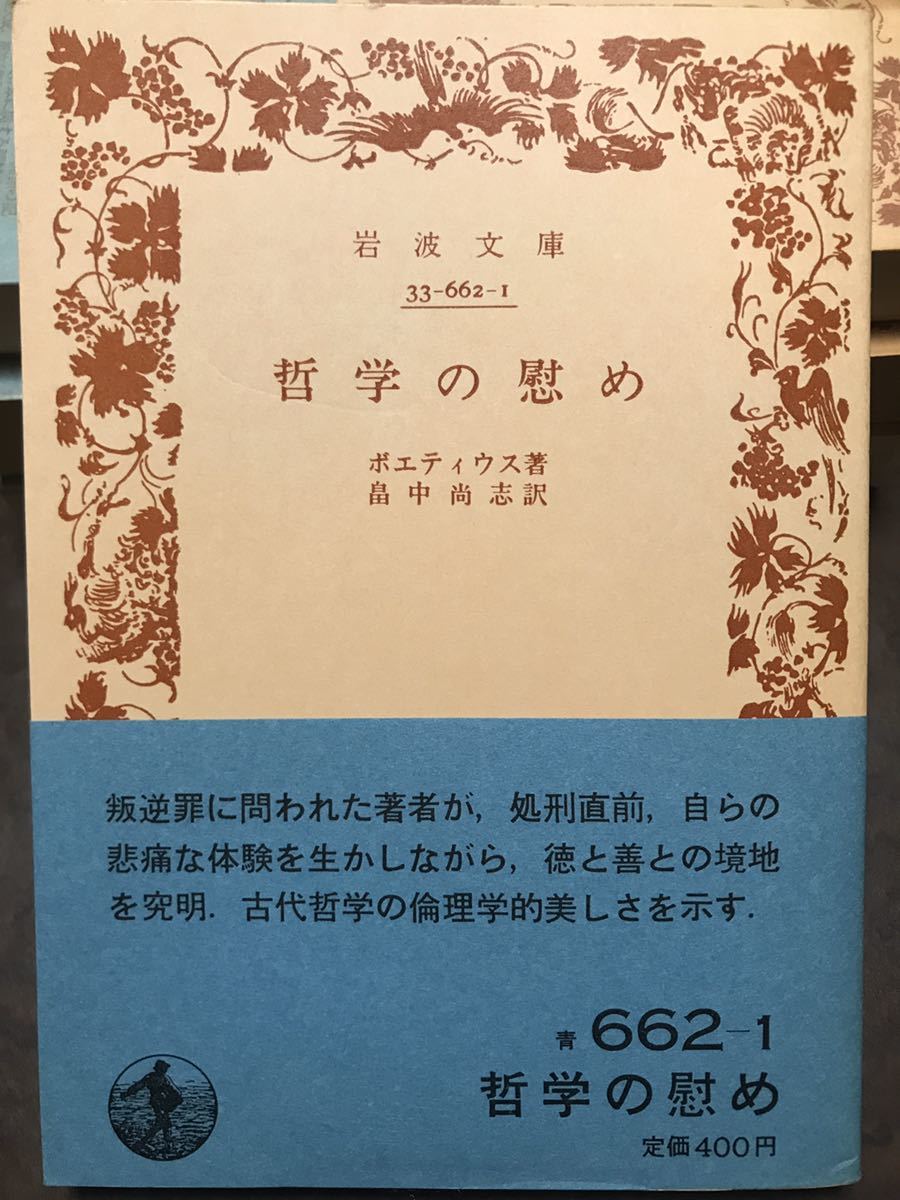 岩波文庫
33-662-1
哲学の慰め
ボエティウス著
畠中尚志訳
叛逆罪に問われた著者が，処刑直前，自らの
悲痛な体験を生かしながら，徳と善との境地
を究明．古代哲学の倫理学的美しさを示す．
青 662-1
哲学の慰め
定価400円